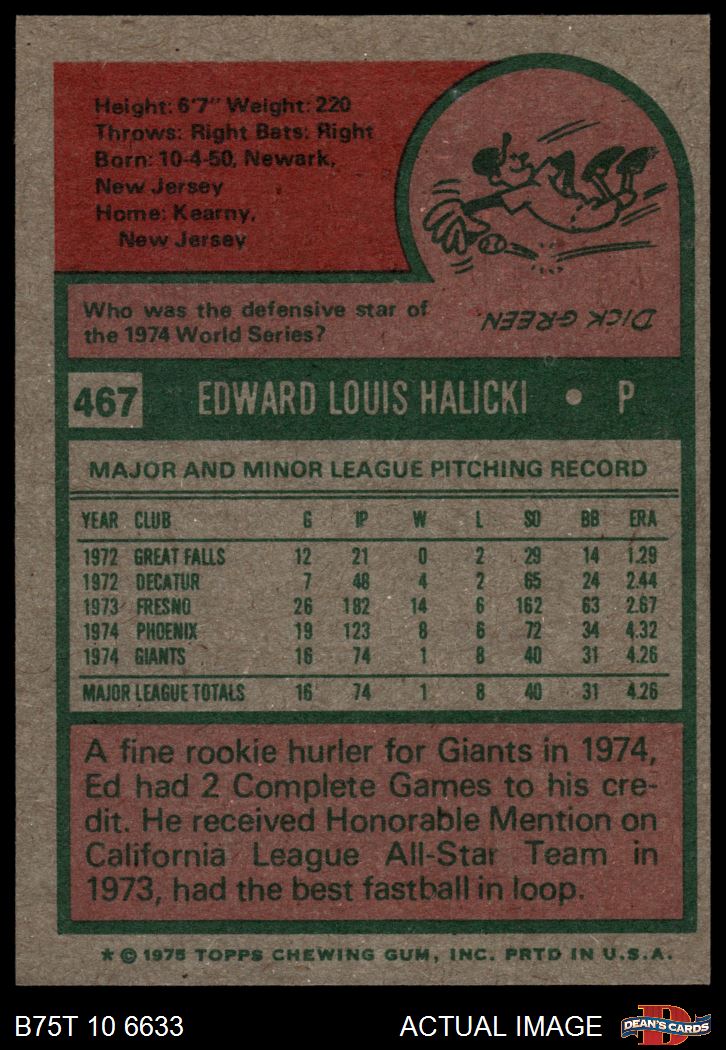 Height: 6'7" Weight: 220
Throws: Right Bats: Right
Born: 10-4-50, Newark,
New Jersey
Home: Kearny,
New Jersey
Who was the defensive star of
the 1974 World Series?
DICK GREEN.
467 EDWARD LOUIS HALICKI • P
MAJOR AND MINOR LEAGUE PITCHING RECORD
YEAR CLUB G IP W L SO BB ERA
1972 GREAT FALLS 12 21 0 2 29 14 1.29
1972 DECATUR 7 48 4 2 65 24 2.44
1973 FRESNO 26 182 14 6 162 63 2.67
1974 PHOENIX 19 123 8 6 72 34 4.32
1974 GIANTS 16 74 1 8 40 31 4.26
MAJOR LEAGUE TOTALS 16 74 1 8 40 31 4.26
A fine rookie hurler for Giants in 1974,
Ed had 2 Complete Games to his cre-
dit. He received Honorable Mention on
California League All-Star Team in
1973, had the best fastball in loop.
* © 1975 TOPPS CHEWING GUM, INC. PRTD IN U.S.A.
B75T 10 6633 ACTUAL IMAGE DEAN'S CARDS